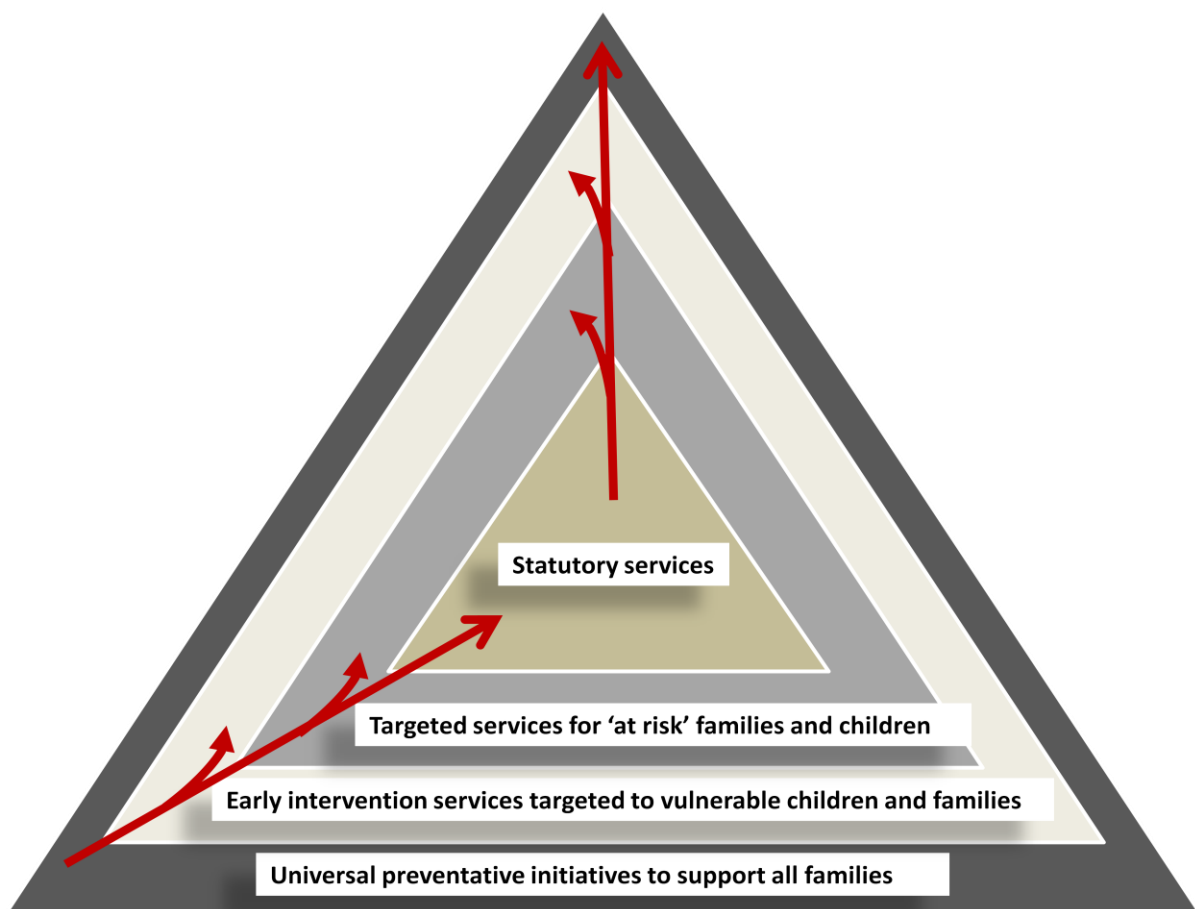 Statutory services
Targeted services for ‘at risk’ families and children
Early intervention services targeted to vulnerable children and families
Universal preventative initiatives to support all families